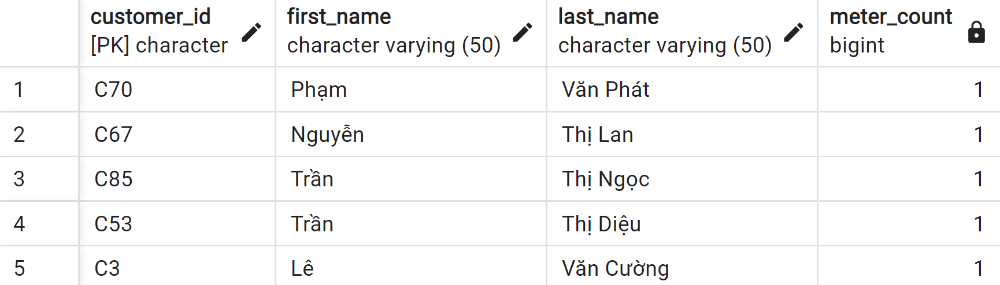 customer_id first_name last_name meter_count
[PK] character character varying (50) character varying (50) bigint
1 C70 Phạm Văn Phát 1
2 C67 Nguyễn Thị Lan 1
3 C85 Trần Thị Ngọc 1
4 C53 Trần Thị Diệu 1
5 C3 Lê Văn Cường 1